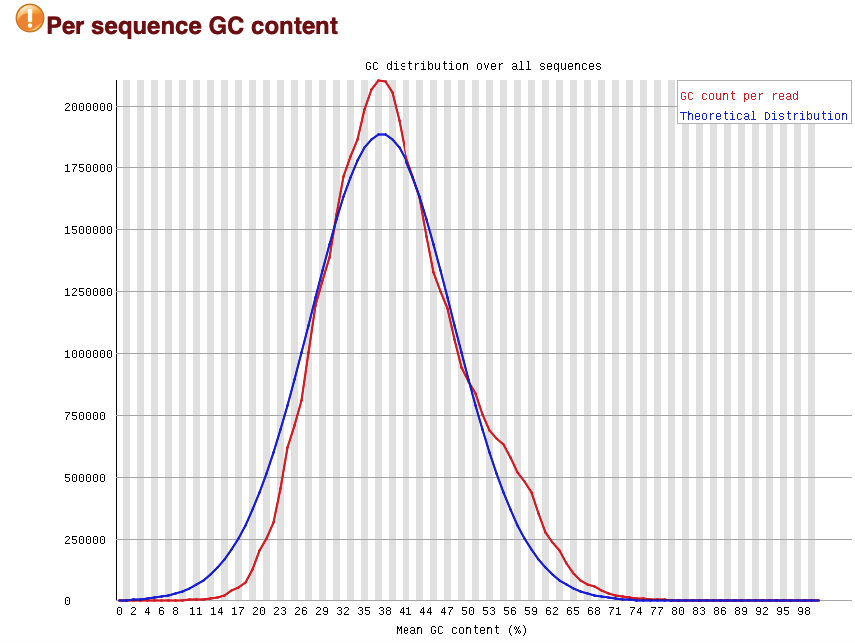 Per sequence GC content
GC distribution over all sequences
GC count per read
Theoretical Distribution
2000000
1750000
1500000
1250000
1000000
750000
500000
250000
0
0 2 4 6 8 11 14 17 20 23 26 29 32 35 38 41 44 47 50 53 56 59 62 65 68 71 74 77 80 83 86 89 92 95 98
Mean GC content (%)